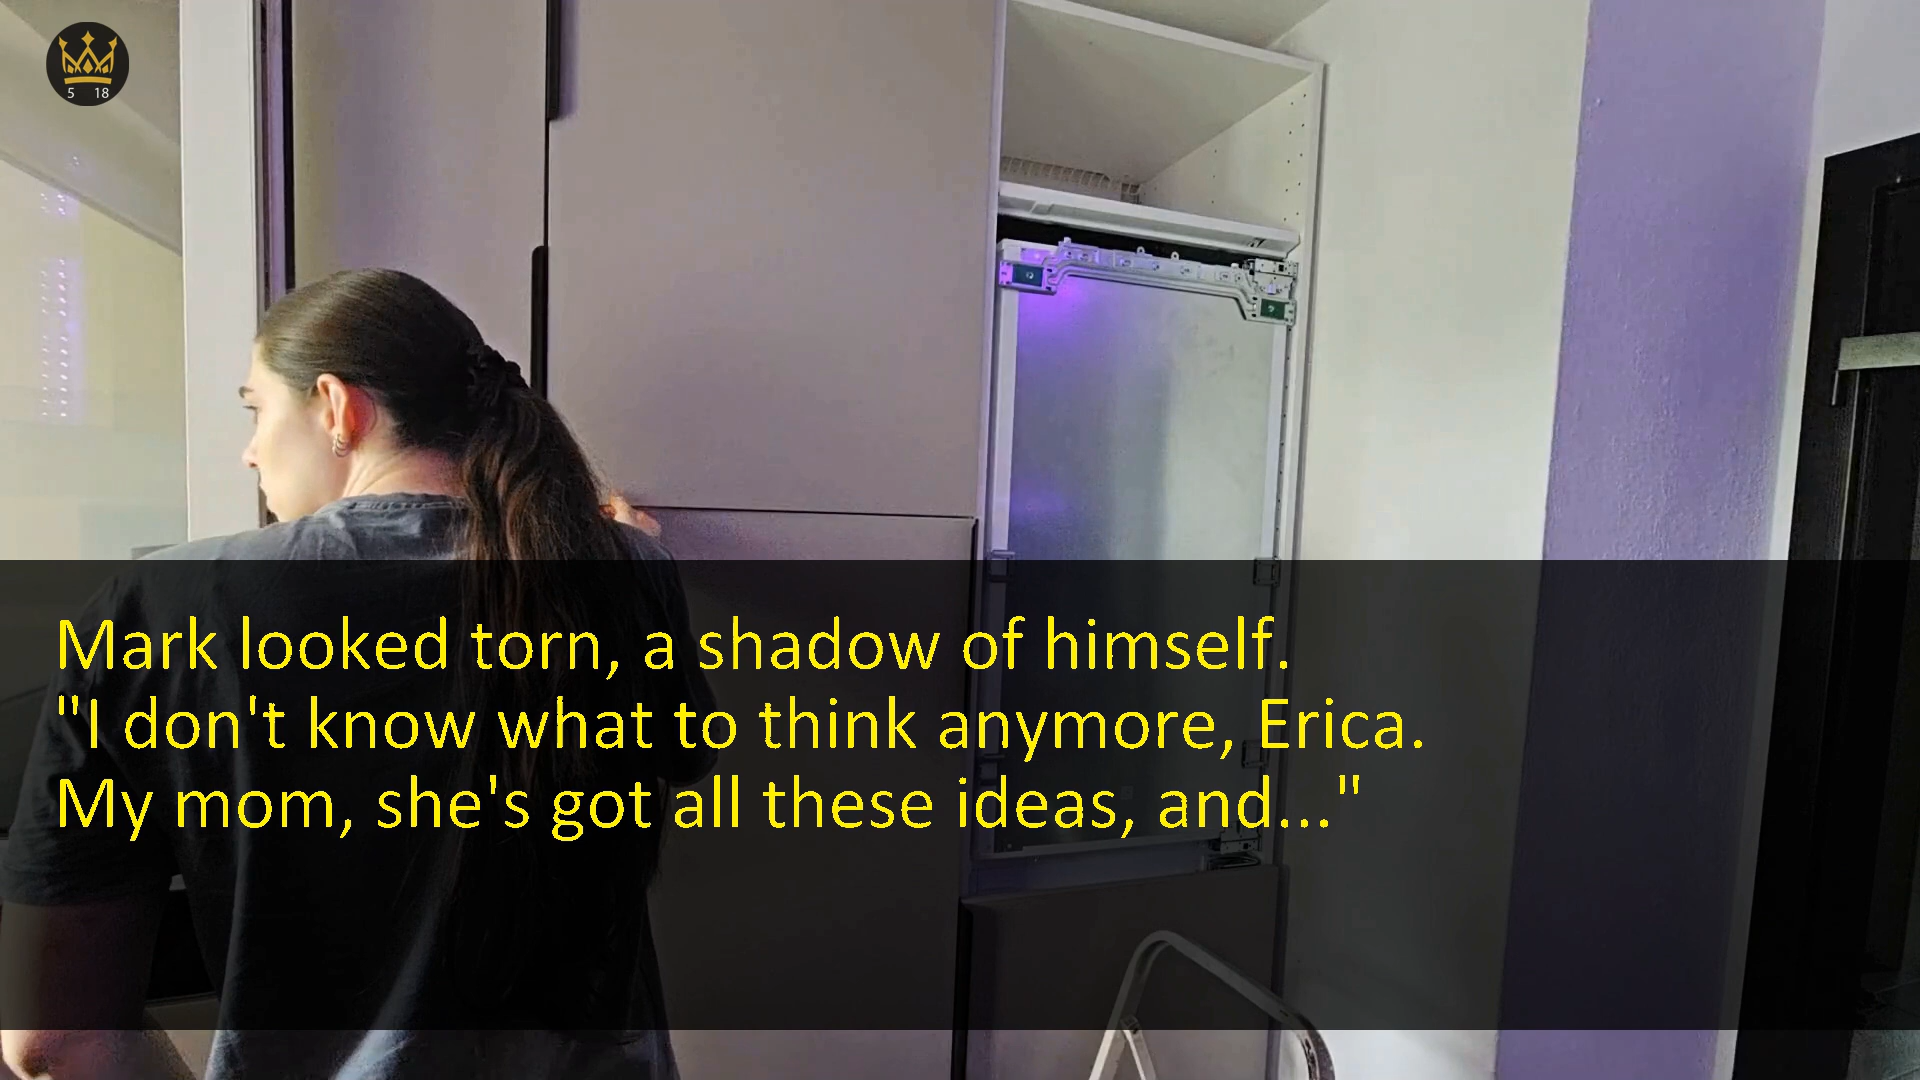 5 18
Mark looked torn, a shadow of himself.
"I don't know what to think anymore, Erica.
My mom, she's got all these ideas, and..."